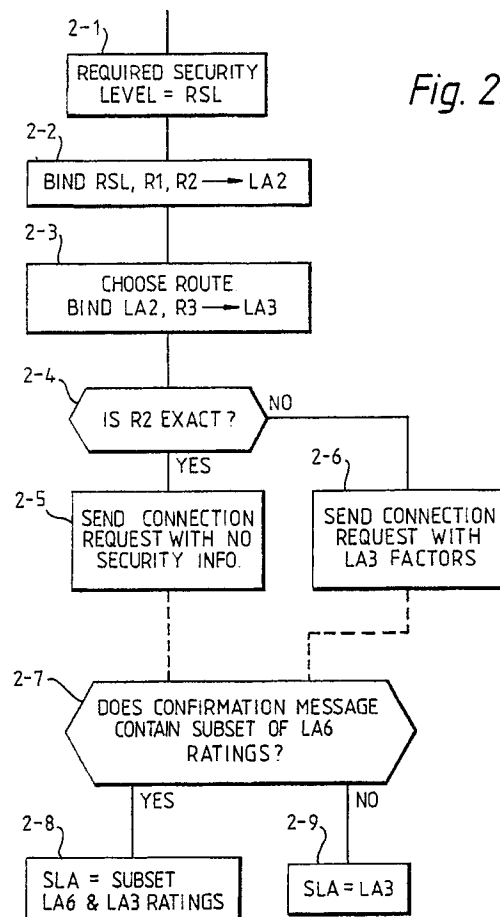 2-1
REQUIRED SECURITY
LEVEL = RSL
Fig. 2.
2-2
BIND RSL, R1, R2 → LA2
2-3
CHOOSE ROUTE
BIND LA2, R3 → LA3
2-4
IS R2 EXACT?
NO
YES
2-5
SEND CONNECTION
REQUEST WITH NO
SECURITY INFO.
2-6
SEND CONNECTION
REQUEST WITH
LA3 FACTORS
2-7
DOES CONFIRMATION MESSAGE
CONTAIN SUBSET OF LA6
RATINGS?
YES
NO
2-8
SLA = SUBSET
LA6 & LA3 RATINGS
2-9
SLA = LA3